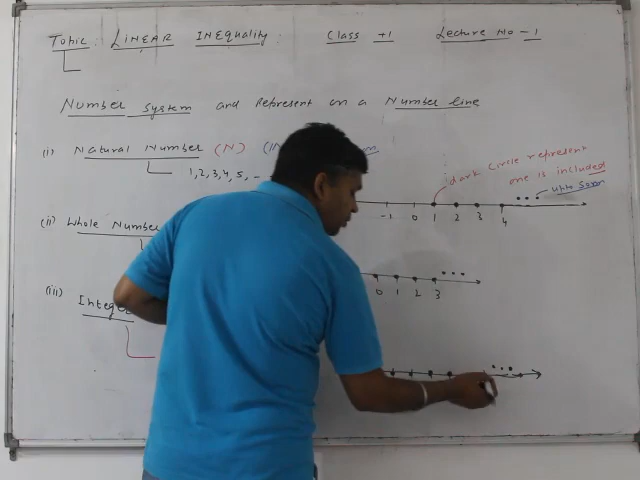 Topic: LINEAR INEQUALITY: Class +1 Lecture No-1
Number System and Represent on a Number line
(i) Natural Number (N)
1,2,3,4,5, - -
dark circle represent
one is included
-1 0 1 2 3 4
... upto
(ii) Whole Number
0 1 2 3 ...
(iii)
...